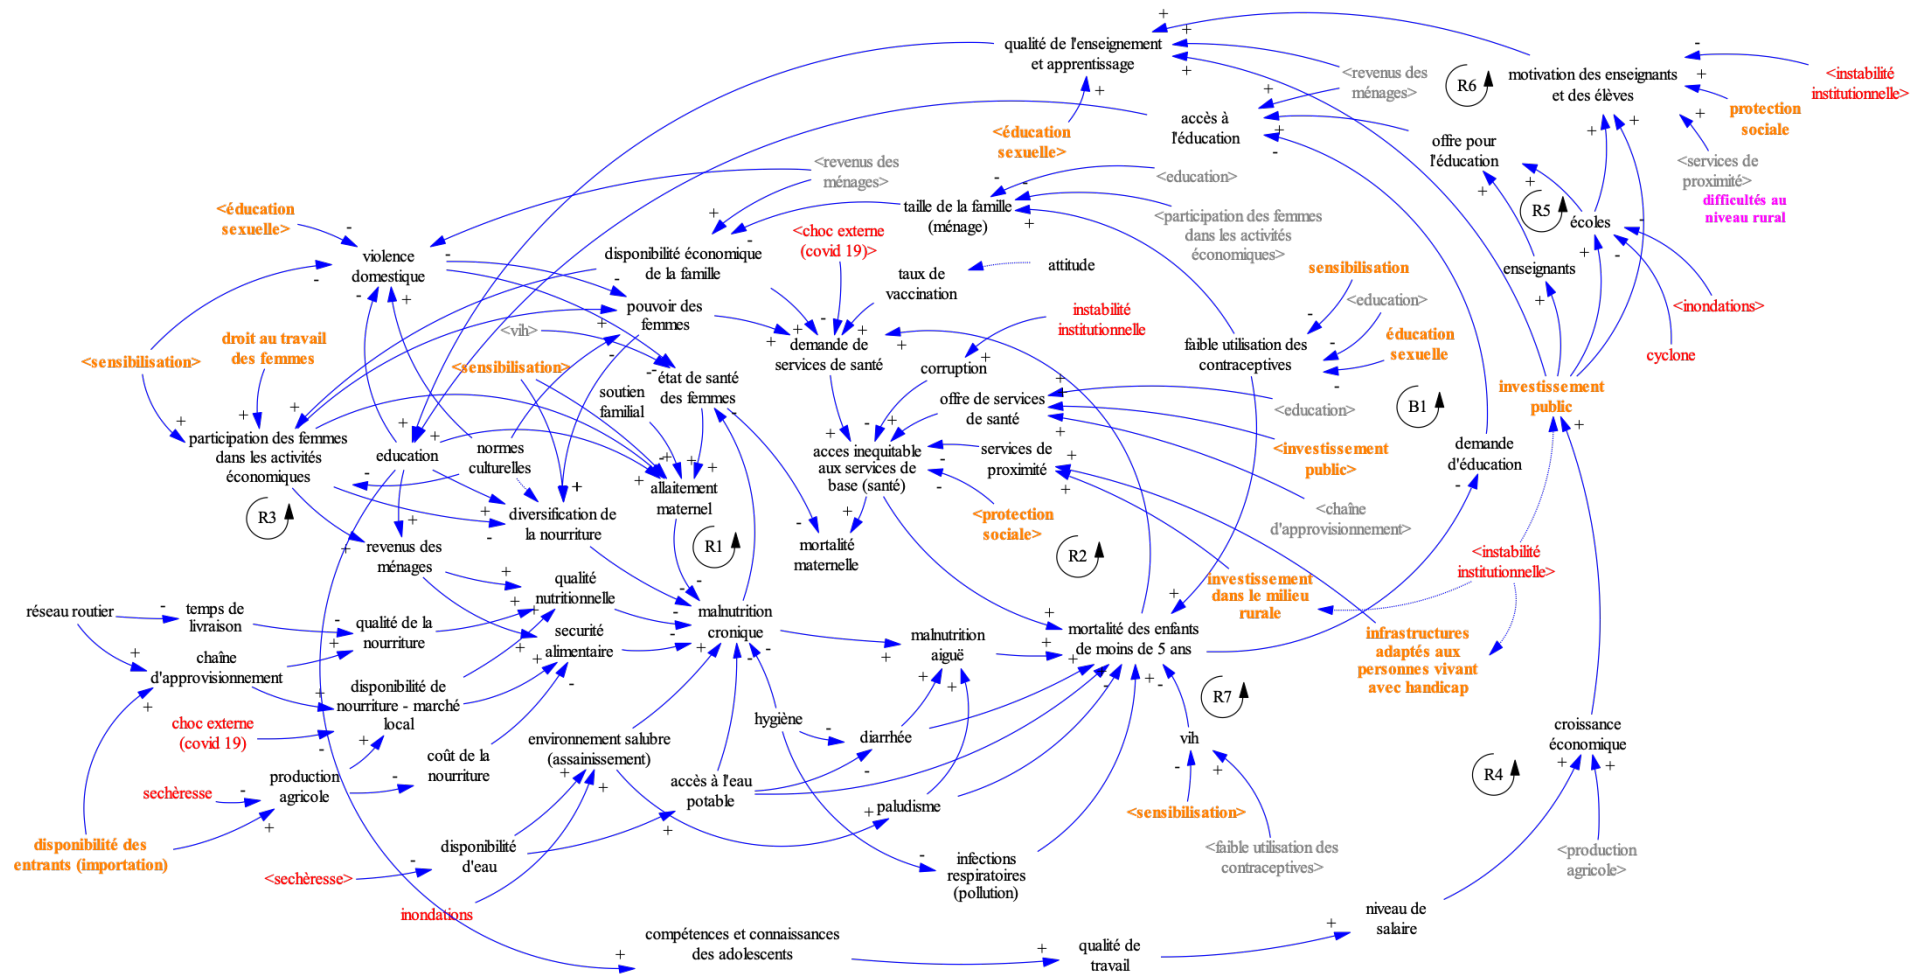 qualité de l'enseignement
et apprentissage
<revenus des
ménages>
R6
motivation des enseignants
et des élèves
<instabilité
institutionnelle>
protection
sociale
<éducation
sexuelle>
accès à
l'éducation
offre pour
l'éducation
<services de
proximité>
difficultés au
niveau rural
<revenus des
ménages>
<education>
<éducation
sexuelle>
taille de la famille
(ménage)
<participation des femmes
dans les activités
économiques>
R5
écoles
violence
domestique
disponibilité économique
de la famille
<choc externe
(covid 19)>
taux de
vaccination
attitude
sensibilisation
<education>
enseignants
<inondations>
pouvoir des
femmes
<vih>
instabilité
institutionnelle
éducation
sexuelle
droit au travail
des femmes
<sensibilisation>
<sensibilisation>
demande de
services de santé
faible utilisation des
contraceptives
cyclone
état de santé
des femmes
corruption
investissement
public
soutien
familial
offre de services
de santé
<education>
B1
participation des femmes
dans les activités
économiques
education
normes
culturelles
acces inequitable
aux services de
base (santé)
services de
proximité
<investissement
public>
demande
d'éducation
allaitement
maternel
R3
diversification de
la nourriture
<protection
sociale>
<chaîne
d'approvisionnement>
R1
mortalité
maternelle
R2
revenus des
ménages
<instabilité
institutionnelle>
qualité
nutritionnelle
investissement
dans le milieu
rurale
réseau routier
temps de
livraison
qualité de la
nourriture
malnutrition
cronique
securité
alimentaire
malnutrition
aiguë
mortalité des enfants
de moins de 5 ans
infrastructures
adaptés aux
personnes vivant
avec handicap
chaîne
d'approvisionnement
disponibilité de
nourriture - marché
local
R7
choc externe
(covid 19)
hygiène
croissance
économique
environnement salubre
(assainissement)
diarrhée
vih
coût de la
nourriture
production
agricole
sechèresse
accès à l'eau
potable
R4
paludisme
<sensibilisation>
disponibilité des
entrants (importation)
disponibilité
d'eau
<sechèresse>
infections
respiratoires
(pollution)
<faible utilisation des
contraceptives>
<production
agricole>
inondations
niveau de
salaire
compétences et connaissances
des adolescents
qualité de
travail